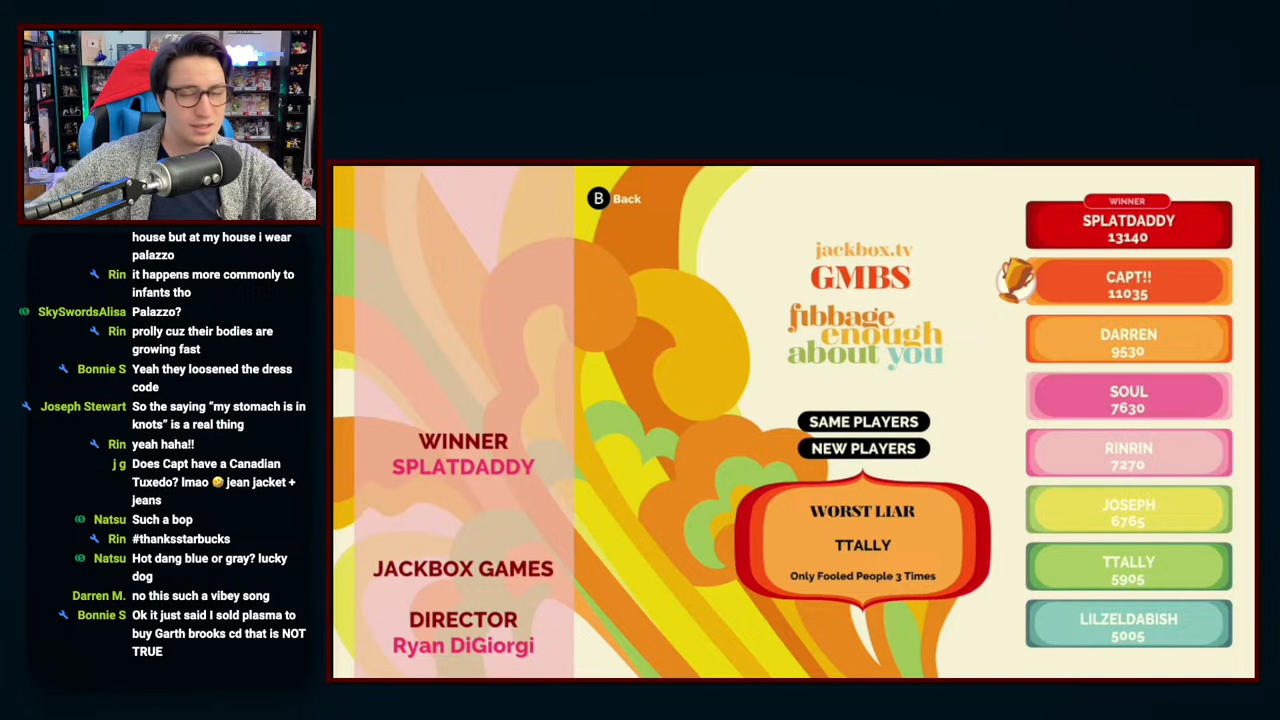 house but at my house i wear
palazzo
Rin it happens more commonly to
infants tho
SkySwordsAlisa Palazzo?
Rin prolly cuz their bodies are
growing fast
Bonnie S Yeah they loosened the dress
code
Joseph Stewart So the saying “my stomach is in
knots” is a real thing
Rin yeah haha!!
j g Does Capt have a Canadian
Tuxedo? lmao 🤣 jean jacket +
jeans
Natsu Such a bop
Rin #thanksstarbucks
Natsu Hot dang blue or gray? lucky
dog
Darren M. no this such a vibey song
Bonnie S Ok it just said I sold plasma to
buy Garth brooks cd that is NOT
TRUE
WINNER
SPLATDADDY
JACKBOX GAMES
DIRECTOR
Ryan DiGiorgi
B Back
jackbox.tv
GMBS
fibbage
enough
about you
SAME PLAYERS
NEW PLAYERS
WORST LIAR
TTALLY
Only Fooled People 3 Times
WINNER
SPLATDADDY
13140
CAPT!!
11035
DARREN
9530
SOUL
7630
RINRIN
7270
JOSEPH
6765
TTALLY
5905
LILZELDABISH
5005